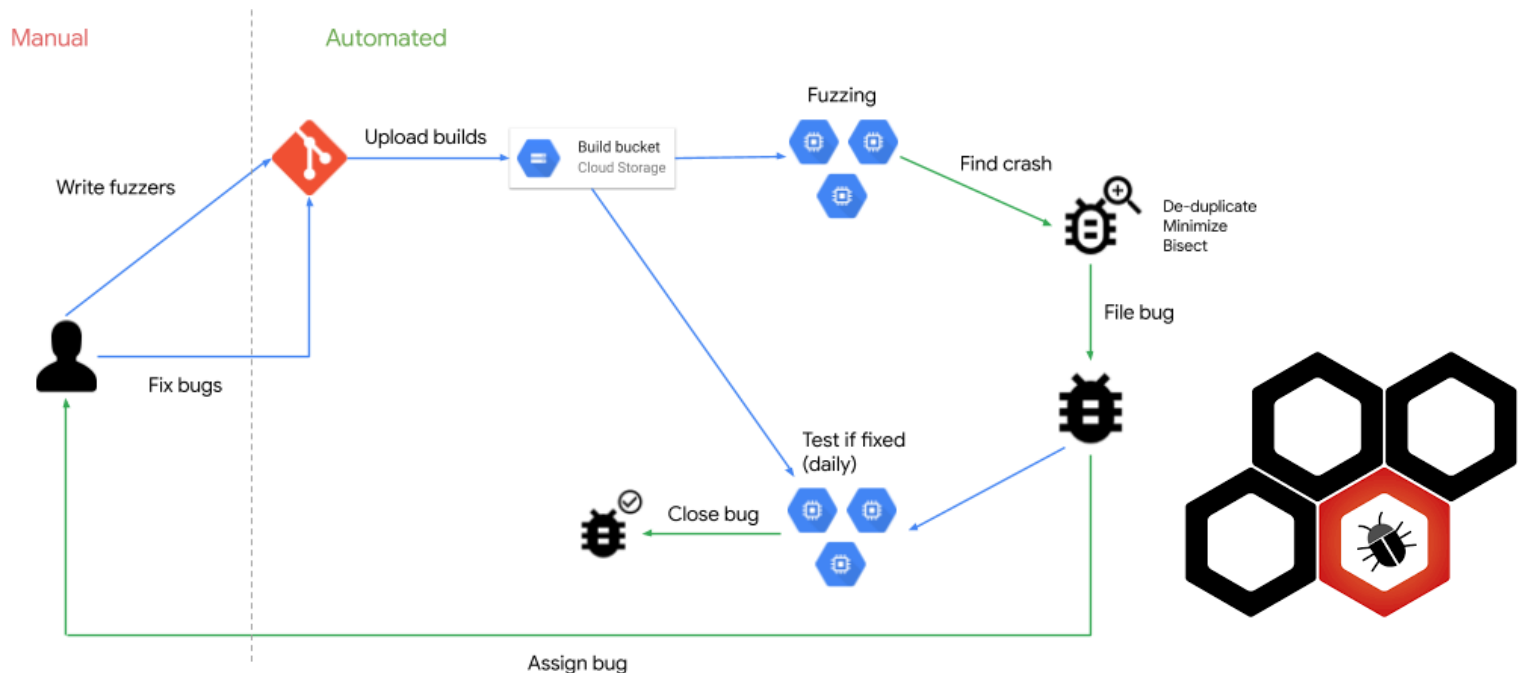 Manual
Automated
Fuzzing
Upload builds
Build bucket
Cloud Storage
Find crash
Write fuzzers
De-duplicate
Minimize
Bisect
File bug
Fix bugs
Test if fixed
(daily)
Close bug
Assign bug